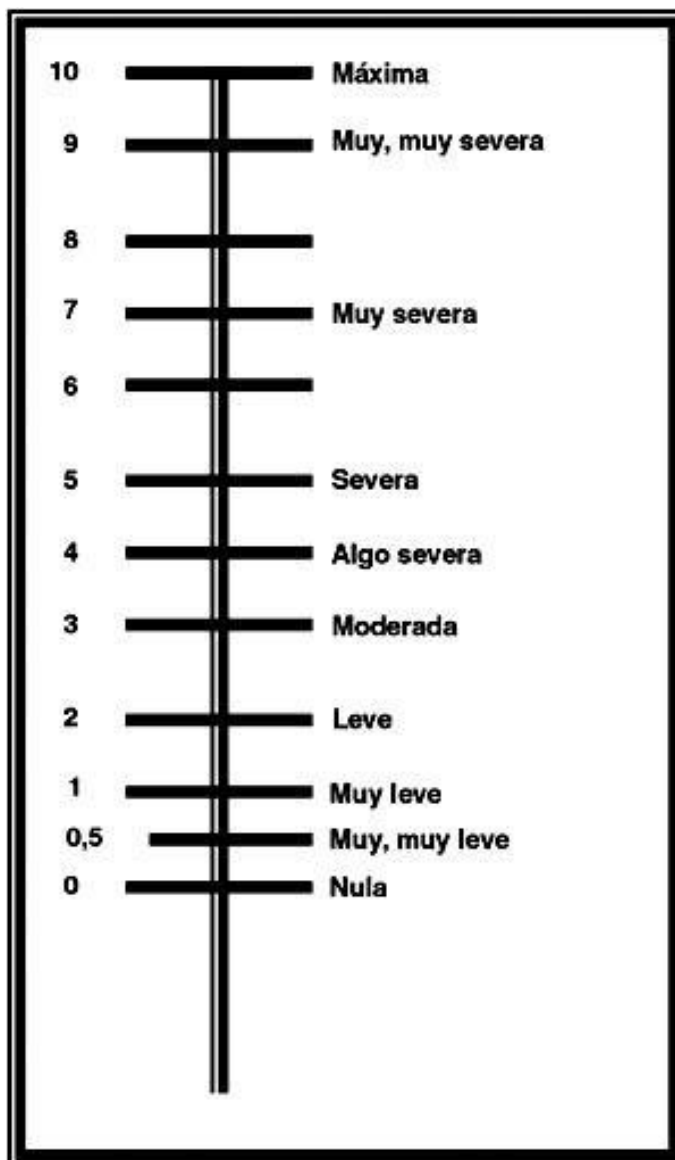 10 Máxima
9 Muy, muy severa
8
7 Muy severa
6
5 Severa
4 Algo severa
3 Moderada
2 Leve
1 Muy leve
0,5 Muy, muy leve
0 Nula